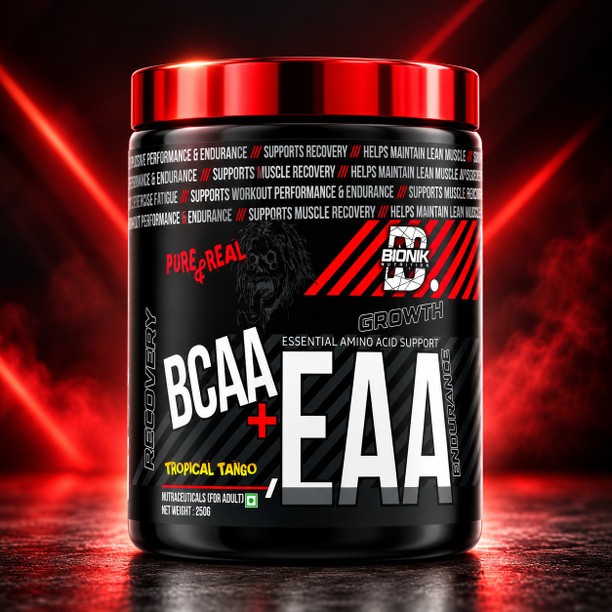 PERFORMANCE & ENDURANCE /// SUPPORTS RECOVERY /// HELPS MAINTAIN LEAN MUSCLE ///
& ENDURANCE /// SUPPORTS MUSCLE RECOVERY /// HELPS MAINTAIN LEAN MUSCLE
EXERCISE FATIGUE /// SUPPORTS WORKOUT PERFORMANCE & ENDURANCE /// SUPPORTS MUSCLE
PERFORMANCE & ENDURANCE /// SUPPORTS MUSCLE RECOVERY /// HELPS MAINTAIN LEAN
PURE & REAL
BIONIK
NUTRITION
GROWTH
ESSENTIAL AMINO ACID SUPPORT
RECOVERY
BCAA
+
EAA
ENDURANCE
TROPICAL TANGO
NUTRACEUTICALS (FOR ADULT)
NET WEIGHT : 250G